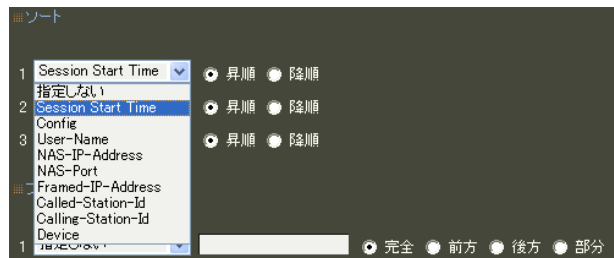 ソート
1 Session Start Time 昇順 降順
指定しない
2 Session Start Time 昇順 降順
Config
3 User-Name 昇順 降順
NAS-IP-Address
NAS-Port
Framed-IP-Address
Called-Station-Id
Calling-Station-Id
Device
1 完全 前方 後方 部分